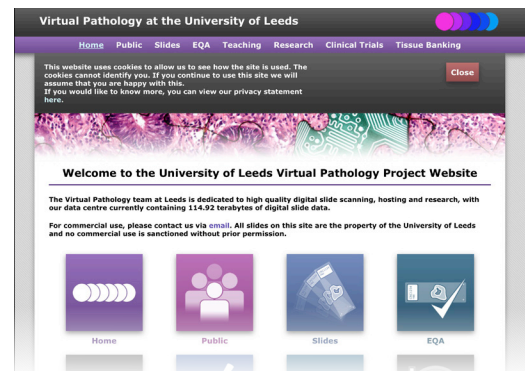 Virtual Pathology at the University of Leeds
Home Public Slides EQA Teaching Research Clinical Trials Tissue Banking
This website uses cookies to allow us to see how the site is used. The
cookies cannot identify you. If you continue to use this site we will
assume that you are happy with this.
If you would like to know more, you can view our privacy statement
here.
Close
Welcome to the University of Leeds Virtual Pathology Project Website
The Virtual Pathology team at Leeds is dedicated to high quality digital slide scanning, hosting and research, with
our data centre currently containing 114.92 terabytes of digital slide data.
For commercial use, please contact us via email. All slides on this site are the property of the University of Leeds
and no commercial use is sanctioned without prior permission.
Home Public Slides EQA